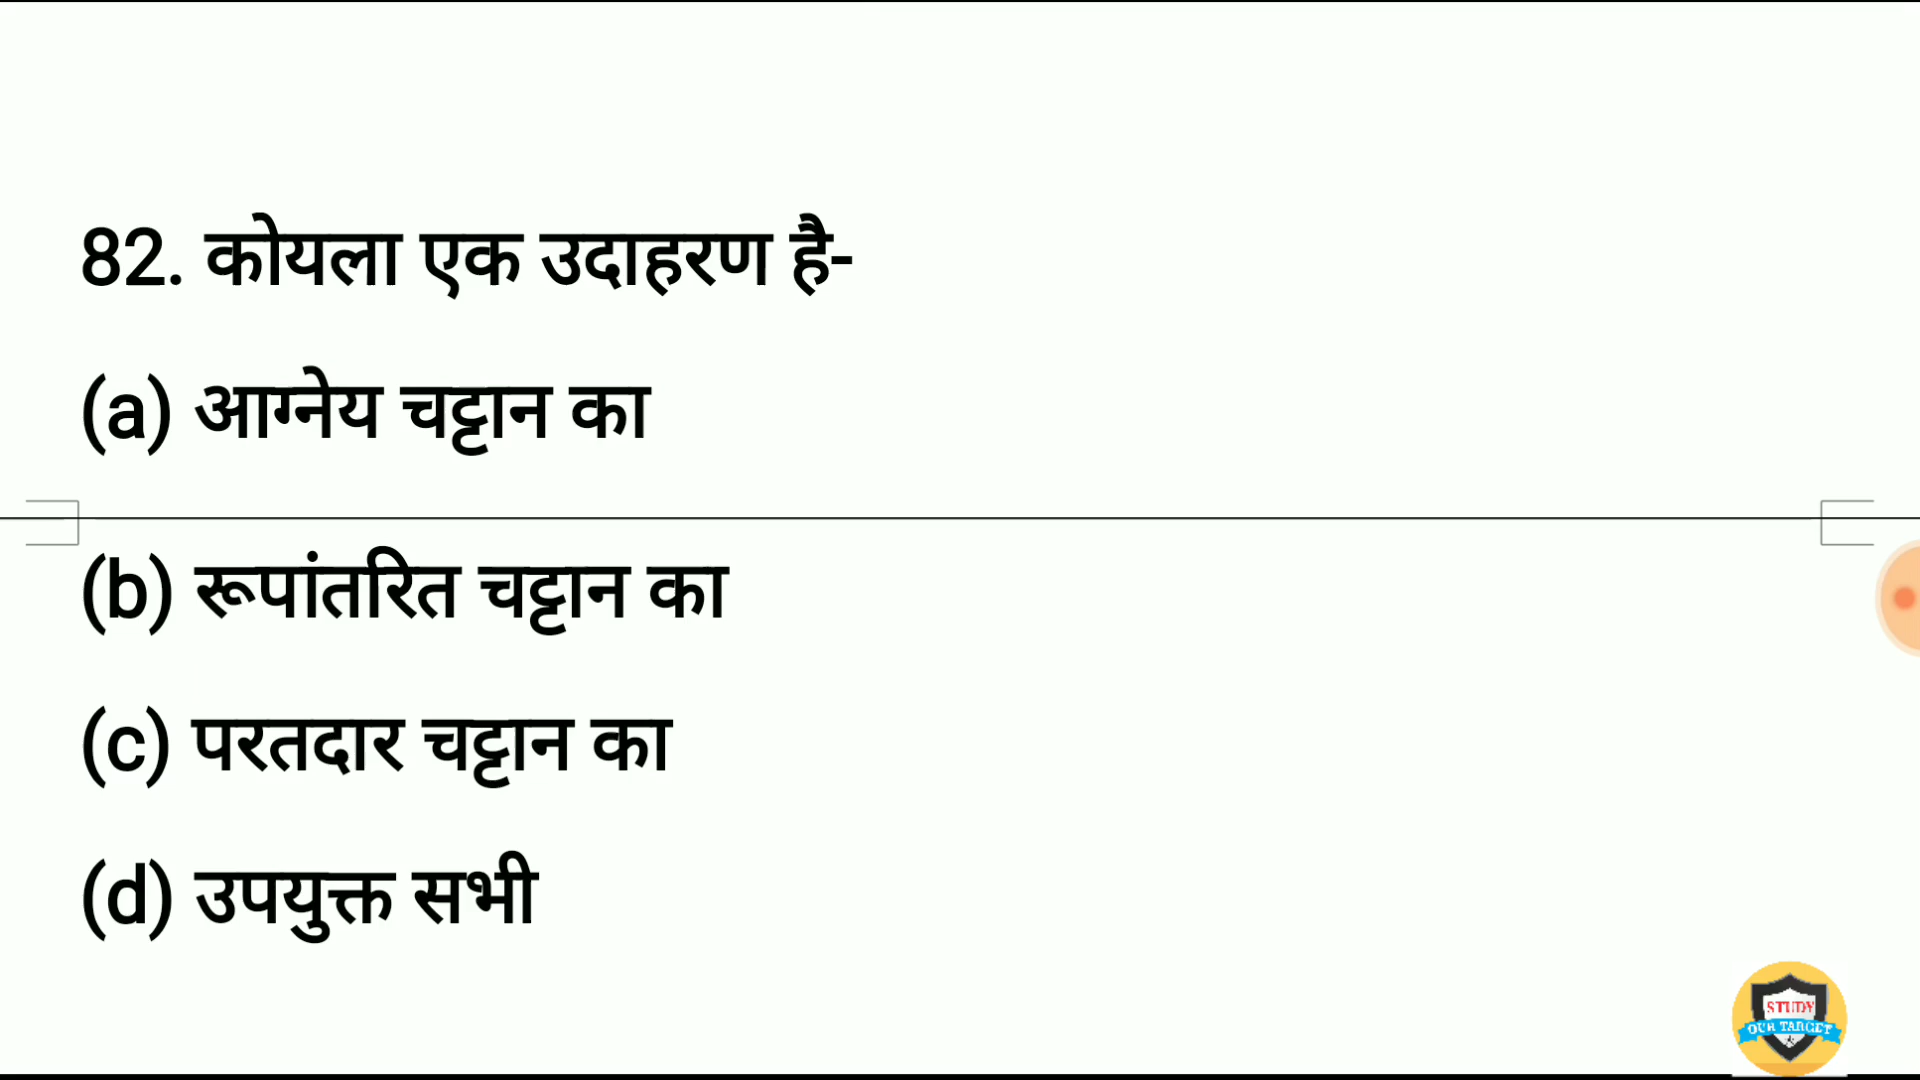 82. कोयला एक उदाहरण है-
(a) आग्नेय चट्टान का
(b) रूपांतरित चट्टान का
(c) परतदार चट्टान का
(d) उपयुक्त सभी
STUDY
OUR TARGET